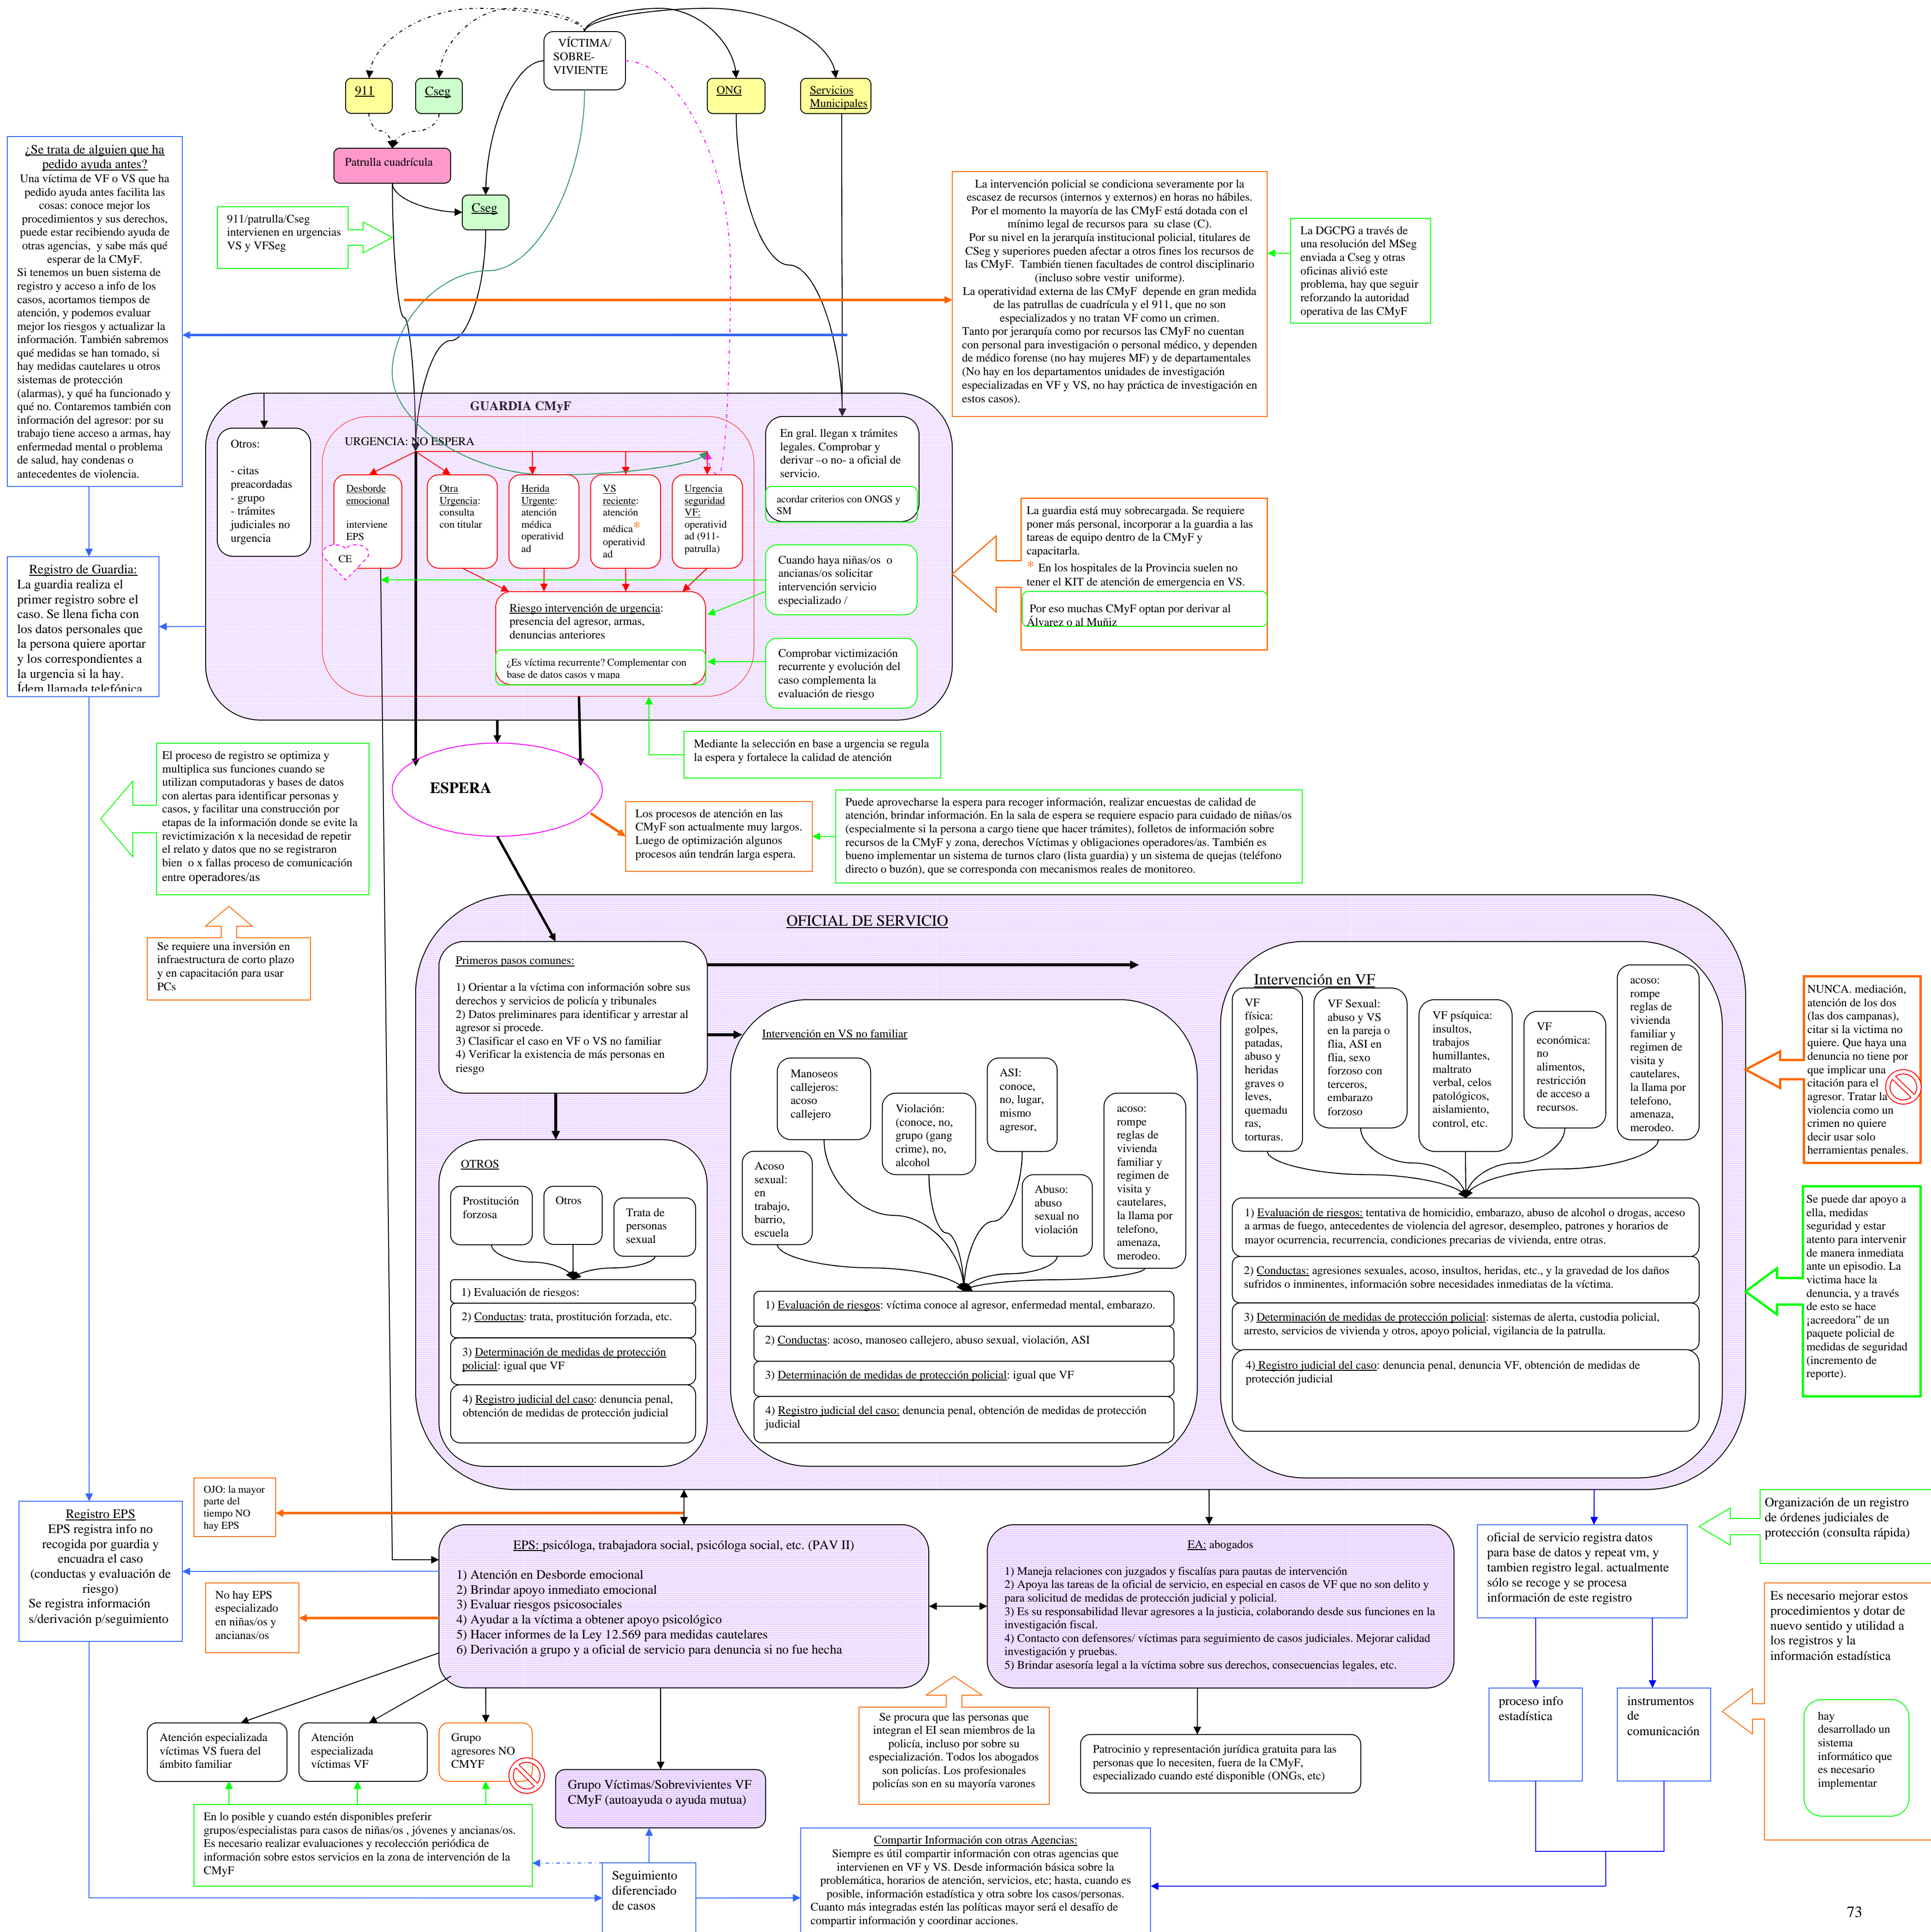 VÍCTIMA/
SOBRE-
VIVIENTE
911
Cseg
ONG
Servicios
Municipales
Patrulla cuadrícula
Cseg
¿Se trata de alguien que ha
pedido ayuda antes?
Una víctima de VF o VS que ha
pedido ayuda antes facilita las
cosas: conoce mejor los
procedimientos y sus derechos,
puede estar recibiendo ayuda de
otras agencias, y sabe más qué
esperar de la CMyF.
Si tenemos un buen sistema de
registro y acceso a info de los
casos, acortamos tiempos de
atención, y podemos evaluar
mejor los riesgos y actualizar la
información. También sabremos
qué medidas se han tomado, si
hay medidas cautelares u otros
sistemas de protección
(alarmas), y qué ha funcionado y
qué no. Contaremos también con
información del agresor: por su
trabajo tiene acceso a armas, hay
enfermedad mental o problema
de salud, hay condenas o
antecedentes de violencia.
911/patrulla/Cseg
intervienen en urgencias
VS y VFSeg
La intervención policial se condiciona severamente por la
escasez de recursos (internos y externos) en horas no hábiles.
Por el momento la mayoría de las CMyF está dotada con el
mínimo legal de recursos para su clase (C).
Por su nivel en la jerarquía institucional policial, titulares de
CSeg y superiores pueden afectar a otros fines los recursos de
las CMyF. También tienen facultades de control disciplinario
(incluso sobre vestir uniforme).
La operatividad externa de las CMyF depende en gran medida
de las patrullas de cuadrícula y el 911, que no son
especializados y no tratan VF como un crimen.
Tanto por jerarquía como por recursos las CMyF no cuentan
con personal para investigación o personal médico, y dependen
de médico forense (no hay mujeres MF) y de departamentales
(No hay en los departamentos unidades de investigación
especializadas en VF y VS, no hay práctica de investigación en
estos casos).
La DGCPG a través de
una resolución del MSeg
enviada a Cseg y otras
oficinas alivió este
problema, hay que seguir
reforzando la autoridad
operativa de las CMyF
GUARDIA CMyF
Otros:
- citas
preacordadas
- grupo
- trámites
judiciales no
urgencia
URGENCIA: NO ESPERA
Desborde
emocional
interviene
EPS
CE
Otra
Urgencia:
consulta
con titular
Herida
Urgente:
atención
médica
operativid
ad
VS
reciente:
atención
médica*
operativid
ad
Urgencia
seguridad
VF:
operativid
ad (911-
patrulla)
En gral. llegan x trámites
legales. Comprobar y
derivar –o no- a oficial de
servicio.
acordar criterios con ONGS y
SM
Cuando haya niñas/os o
ancianas/os solicitar
intervención servicio
especializado /
Riesgo intervención de urgencia:
presencia del agresor, armas,
denuncias anteriores
¿Es víctima recurrente? Complementar con
base de datos casos y mapa
Comprobar victimización
recurrente y evolución del
caso complementa la
evaluación de riesgo
La guardia está muy sobrecargada. Se requiere
poner más personal, incorporar a la guardia a las
tareas de equipo dentro de la CMyF y
capacitarla.
* En los hospitales de la Provincia suelen no
tener el KIT de atención de emergencia en VS.
Por eso muchas CMyF optan por derivar al
Álvarez o al Muñiz
Registro de Guardia:
La guardia realiza el
primer registro sobre el
caso. Se llena ficha con
los datos personales que
la persona quiere aportar
y los correspondientes a
la urgencia si la hay.
Ídem llamada telefónica
Mediante la selección en base a urgencia se regula
la espera y fortalece la calidad de atención
El proceso de registro se optimiza y
multiplica sus funciones cuando se
utilizan computadoras y bases de datos
con alertas para identificar personas y
casos, y facilitar una construcción por
etapas de la información donde se evite la
revictimización x la necesidad de repetir
el relato y datos que no se registraron
bien o x fallas proceso de comunicación
entre operadores/as
ESPERA
Los procesos de atención en las
CMyF son actualmente muy largos.
Luego de optimización algunos
procesos aún tendrán larga espera.
Puede aprovecharse la espera para recoger información, realizar encuestas de calidad de
atención, brindar información. En la sala de espera se requiere espacio para cuidado de niñas/os
(especialmente si la persona a cargo tiene que hacer trámites), folletos de información sobre
recursos de la CMyF y zona, derechos Víctimas y obligaciones operadores/as. También es
bueno implementar un sistema de turnos claro (lista guardia) y un sistema de quejas (teléfono
directo o buzón), que se corresponda con mecanismos reales de monitoreo.
Se requiere una inversión en
infraestructura de corto plazo
y en capacitación para usar
PCs
OFICIAL DE SERVICIO
Primeros pasos comunes:
1) Orientar a la víctima con información sobre sus
derechos y servicios de policía y tribunales
2) Datos preliminares para identificar y arrestar al
agresor si procede.
3) Clasificar el caso en VF o VS no familiar
4) Verificar la existencia de más personas en
riesgo
OTROS
Prostitución
forzosa
Otros
Trata de
personas
sexual
1) Evaluación de riesgos:
2) Conductas: trata, prostitución forzada, etc.
3) Determinación de medidas de protección
policial: igual que VF
4) Registro judicial del caso: denuncia penal,
obtención de medidas de protección judicial
Intervención en VS no familiar
Manoseos
callejeros:
acoso
callejero
Acoso
sexual:
en
trabajo,
barrio,
escuela
Violación:
(conoce, no,
grupo (gang
crime), no,
alcohol
ASI:
conoce,
no, lugar,
mismo
agresor,
Abuso:
abuso
sexual no
violación
acoso:
rompe
reglas de
vivienda
familiar y
regimen de
visita y
cautelares,
la llama por
telefono,
amenaza,
merodeo.
1) Evaluación de riesgos: víctima conoce al agresor, enfermedad mental, embarazo.
2) Conductas: acoso, manoseo callejero, abuso sexual, violación, ASI
3) Determinación de medidas de protección policial: igual que VF
4) Registro judicial del caso: denuncia penal, obtención de medidas de protección
judicial
Intervención en VF
VF
física:
golpes,
patadas,
abuso y
heridas
graves o
leves,
quemadu
ras,
torturas.
VF Sexual:
abuso y VS
en la pareja o
flia, ASI en
flia, sexo
forzoso con
terceros,
embarazo
forzoso
VF psíquica:
insultos,
trabajos
humillantes,
maltrato
verbal, celos
patológicos,
aislamiento,
control, etc.
VF
económica:
no
alimentos,
restricción
de acceso a
recursos.
acoso:
rompe
reglas de
vivienda
familiar y
regimen de
visita y
cautelares,
la llama por
telefono,
amenaza,
merodeo.
1) Evaluación de riesgos: tentativa de homicidio, embarazo, abuso de alcohol o drogas, acceso
a armas de fuego, antecedentes de violencia del agresor, desempleo, patrones y horarios de
mayor ocurrencia, recurrencia, condiciones precarias de vivienda, entre otras.
2) Conductas: agresiones sexuales, acoso, insultos, heridas, etc., y la gravedad de los daños
sufridos o inminentes, información sobre necesidades inmediatas de la víctima.
3) Determinación de medidas de protección policial: sistemas de alerta, custodia policial,
arresto, servicios de vivienda y otros, apoyo policial, vigilancia de la patrulla.
4) Registro judicial del caso: denuncia penal, denuncia VF, obtención de medidas de
protección judicial
NUNCA. mediación,
atención de los dos
(las dos campanas),
citar si la victima no
quiere. Que haya una
denuncia no tiene por
que implicar una
citación para el
agresor. Tratar la
violencia como un
crimen no quiere
decir usar solo
herramientas penales.
Se puede dar apoyo a
ella, medidas
seguridad y estar
atento para intervenir
de manera inmediata
ante un episodio. La
victima hace la
denuncia, y a través
de esto se hace
¡acreedora” de un
paquete policial de
medidas de seguridad
(incremento de
reporte).
OJO: la mayor
parte del
tiempo NO
hay EPS
Registro EPS
EPS registra info no
recogida por guardia y
encuadra el caso
(conductas y evaluación de
riesgo)
Se registra información
s/derivación p/seguimiento
No hay EPS
especializado
en niñas/os y
ancianas/os
EPS: psicóloga, trabajadora social, psicóloga social, etc. (PAV II)
1) Atención en Desborde emocional
2) Brindar apoyo inmediato emocional
3) Evaluar riesgos psicosociales
4) Ayudar a la víctima a obtener apoyo psicológico
5) Hacer informes de la Ley 12.569 para medidas cautelares
6) Derivación a grupo y a oficial de servicio para denuncia si no fue hecha
EA: abogados
1) Maneja relaciones con juzgados y fiscalías para pautas de intervención
2) Apoya las tareas de la oficial de servicio, en especial en casos de VF que no son delito y
para solicitud de medidas de protección judicial y policial.
3) Es su responsabilidad llevar agresores a la justicia, colaborando desde sus funciones en la
investigación fiscal.
4) Contacto con defensores/ víctimas para seguimiento de casos judiciales. Mejorar calidad
investigación y pruebas.
5) Brindar asesoría legal a la víctima sobre sus derechos, consecuencias legales, etc.
oficial de servicio registra datos
para base de datos y repeat vm, y
tambien registro legal. actualmente
sólo se recoge y se procesa
información de este registro
Organización de un registro
de órdenes judiciales de
protección (consulta rápida)
Es necesario mejorar estos
procedimientos y dotar de
nuevo sentido y utilidad a
los registros y la
información estadística
hay
desarrollado un
sistema
informático que
es necesario
implementar
proceso info
estadística
instrumentos
de
comunicación
Atención especializada
víctimas VS fuera del
ámbito familiar
Atención
especializada
víctimas VF
Grupo
agresores NO
CMYF
Grupo Víctimas/Sobrevivientes VF
CMyF (autoayuda o ayuda mutua)
Se procura que las personas que
integran el EI sean miembros de la
policía, incluso por sobre su
especialización. Todos los abogados
son policías. Los profesionales
policías son en su mayoría varones
Patrocinio y representación jurídica gratuita para las
personas que lo necesiten, fuera de la CMyF,
especializado cuando esté disponible (ONGs, etc)
En lo posible y cuando estén disponibles preferir
grupos/especialistas para casos de niñas/os , jóvenes y ancianas/os.
Es necesario realizar evaluaciones y recolección periódica de
información sobre estos servicios en la zona de intervención de la
CMyF
Seguimiento
diferenciado
de casos
Compartir Información con otras Agencias:
Siempre es útil compartir información con otras agencias que
intervienen en VF y VS. Desde información básica sobre la
problemática, horarios de atención, servicios, etc; hasta, cuando es
posible, información estadística y otra sobre los casos/personas.
Cuanto más integradas estén las políticas mayor será el desafío de
compartir información y coordinar acciones.
73